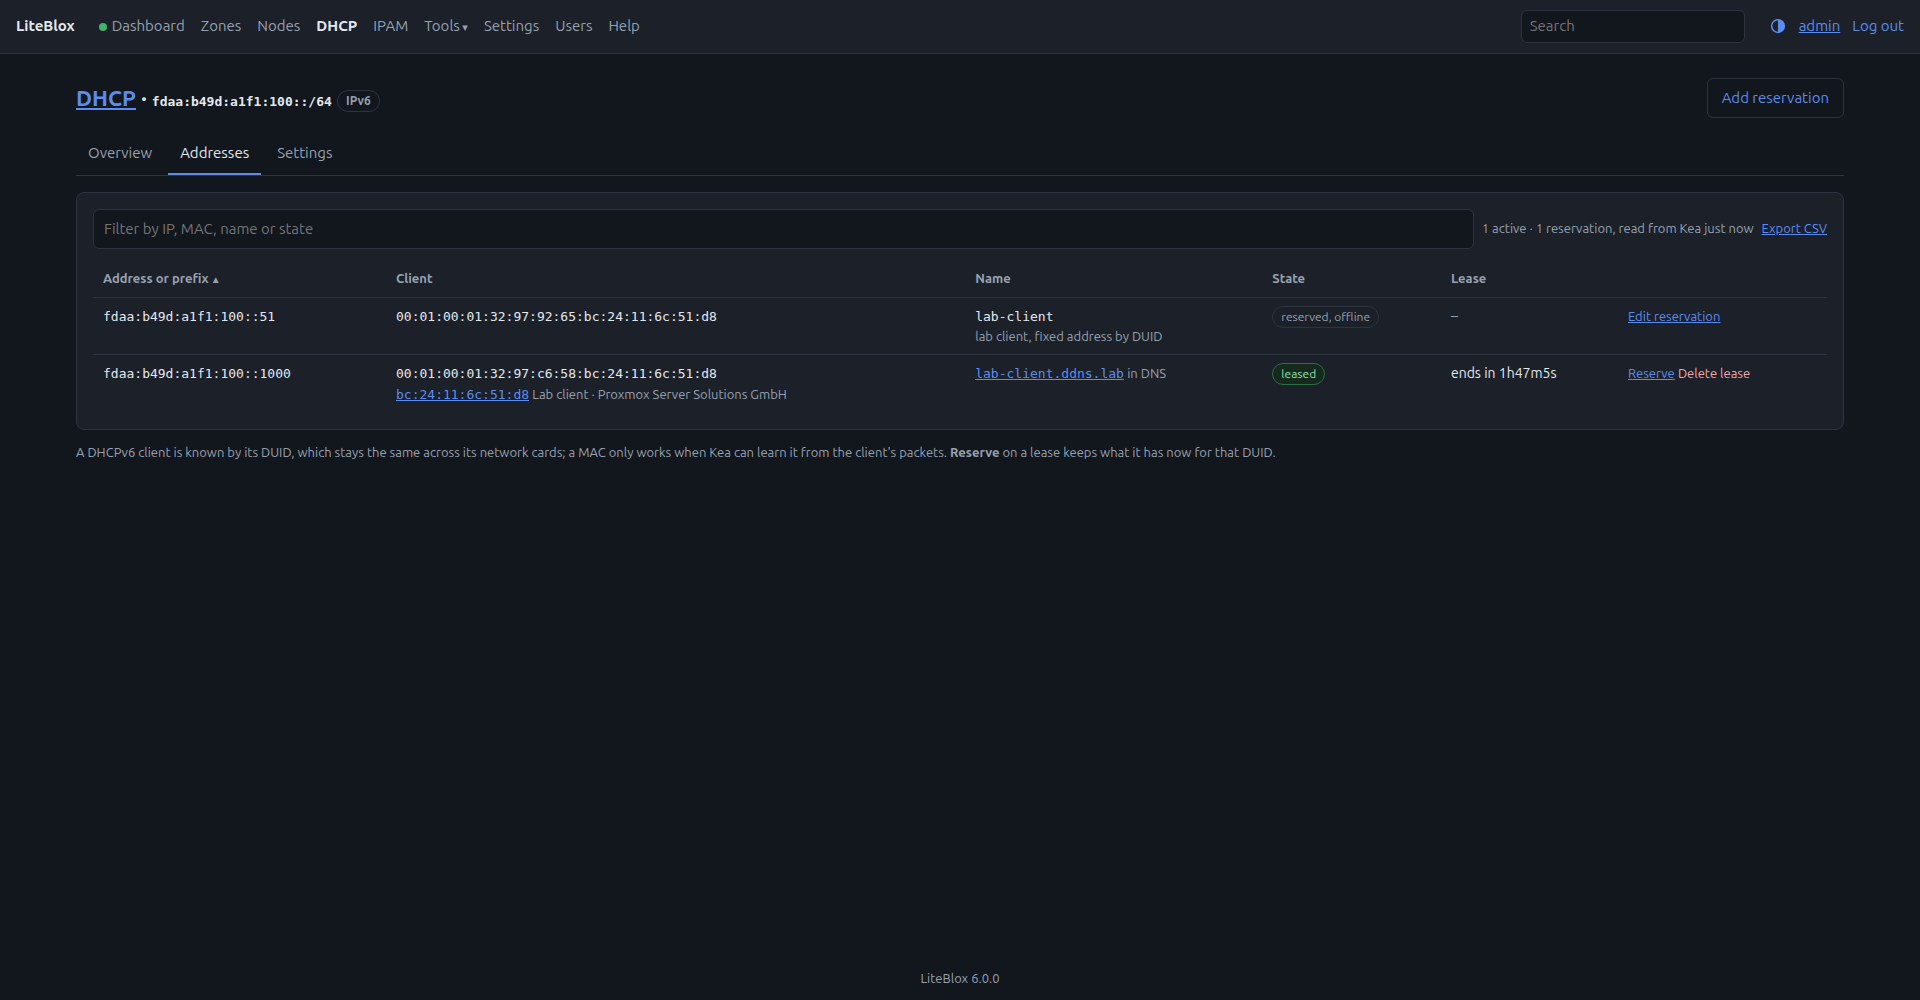 LiteBlox Dashboard Zones Nodes DHCP IPAM Tools ▾ Settings Users Help Search admin Log out
DHCP • fdaa:b49d:a1f1:100::/64 IPv6 Add reservation
Overview Addresses Settings
Filter by IP, MAC, name or state 1 active · 1 reservation, read from Kea just now Export CSV
Address or prefix ▲ Client Name State Lease
fdaa:b49d:a1f1:100::51 00:01:00:01:32:97:92:65:bc:24:11:6c:51:d8 lab-client reserved, offline – Edit reservation
lab client, fixed address by DUID
fdaa:b49d:a1f1:100::1000 00:01:00:01:32:97:c6:58:bc:24:11:6c:51:d8 lab-client.ddns.lab in DNS leased ends in 1h47m5s Reserve Delete lease
bc:24:11:6c:51:d8 Lab client · Proxmox Server Solutions GmbH
A DHCPv6 client is known by its DUID, which stays the same across its network cards; a MAC only works when Kea can learn it from the client's packets. Reserve on a lease keeps what it has now for that DUID.
LiteBlox 6.0.0